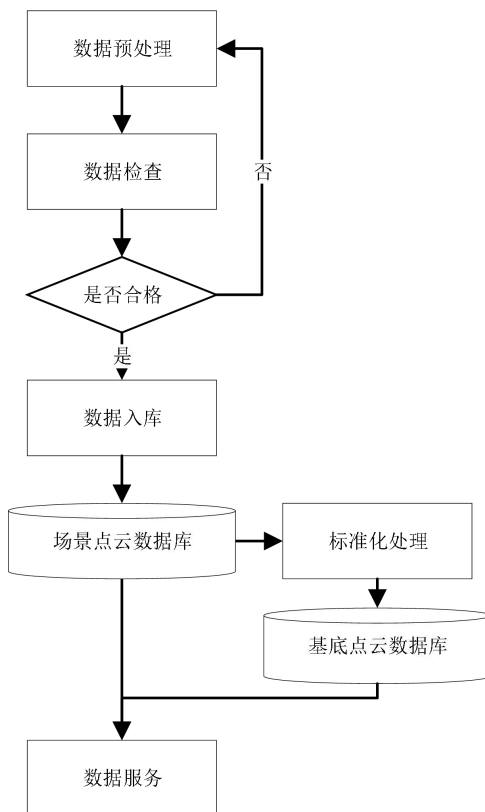 数据预处理
数据检查
否
是否合格
是
数据入库
场景点云数据库
标准化处理
基底点云数据库
数据服务